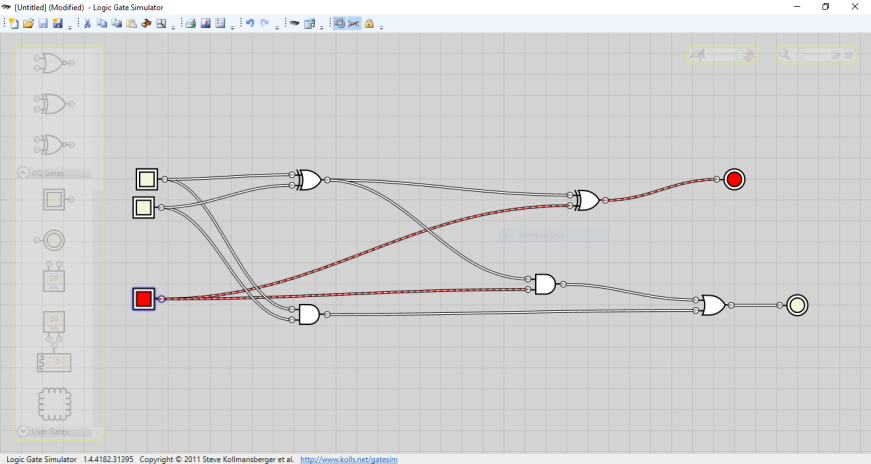 [Untitled] (Modified) - Logic Gate Simulator
I/O Gates
User Gates
Logic Gate Simulator 1.4.4182.31395 Copyright © 2011 Steve Kollmansberger et al. http://www.kolls.net/gatesim